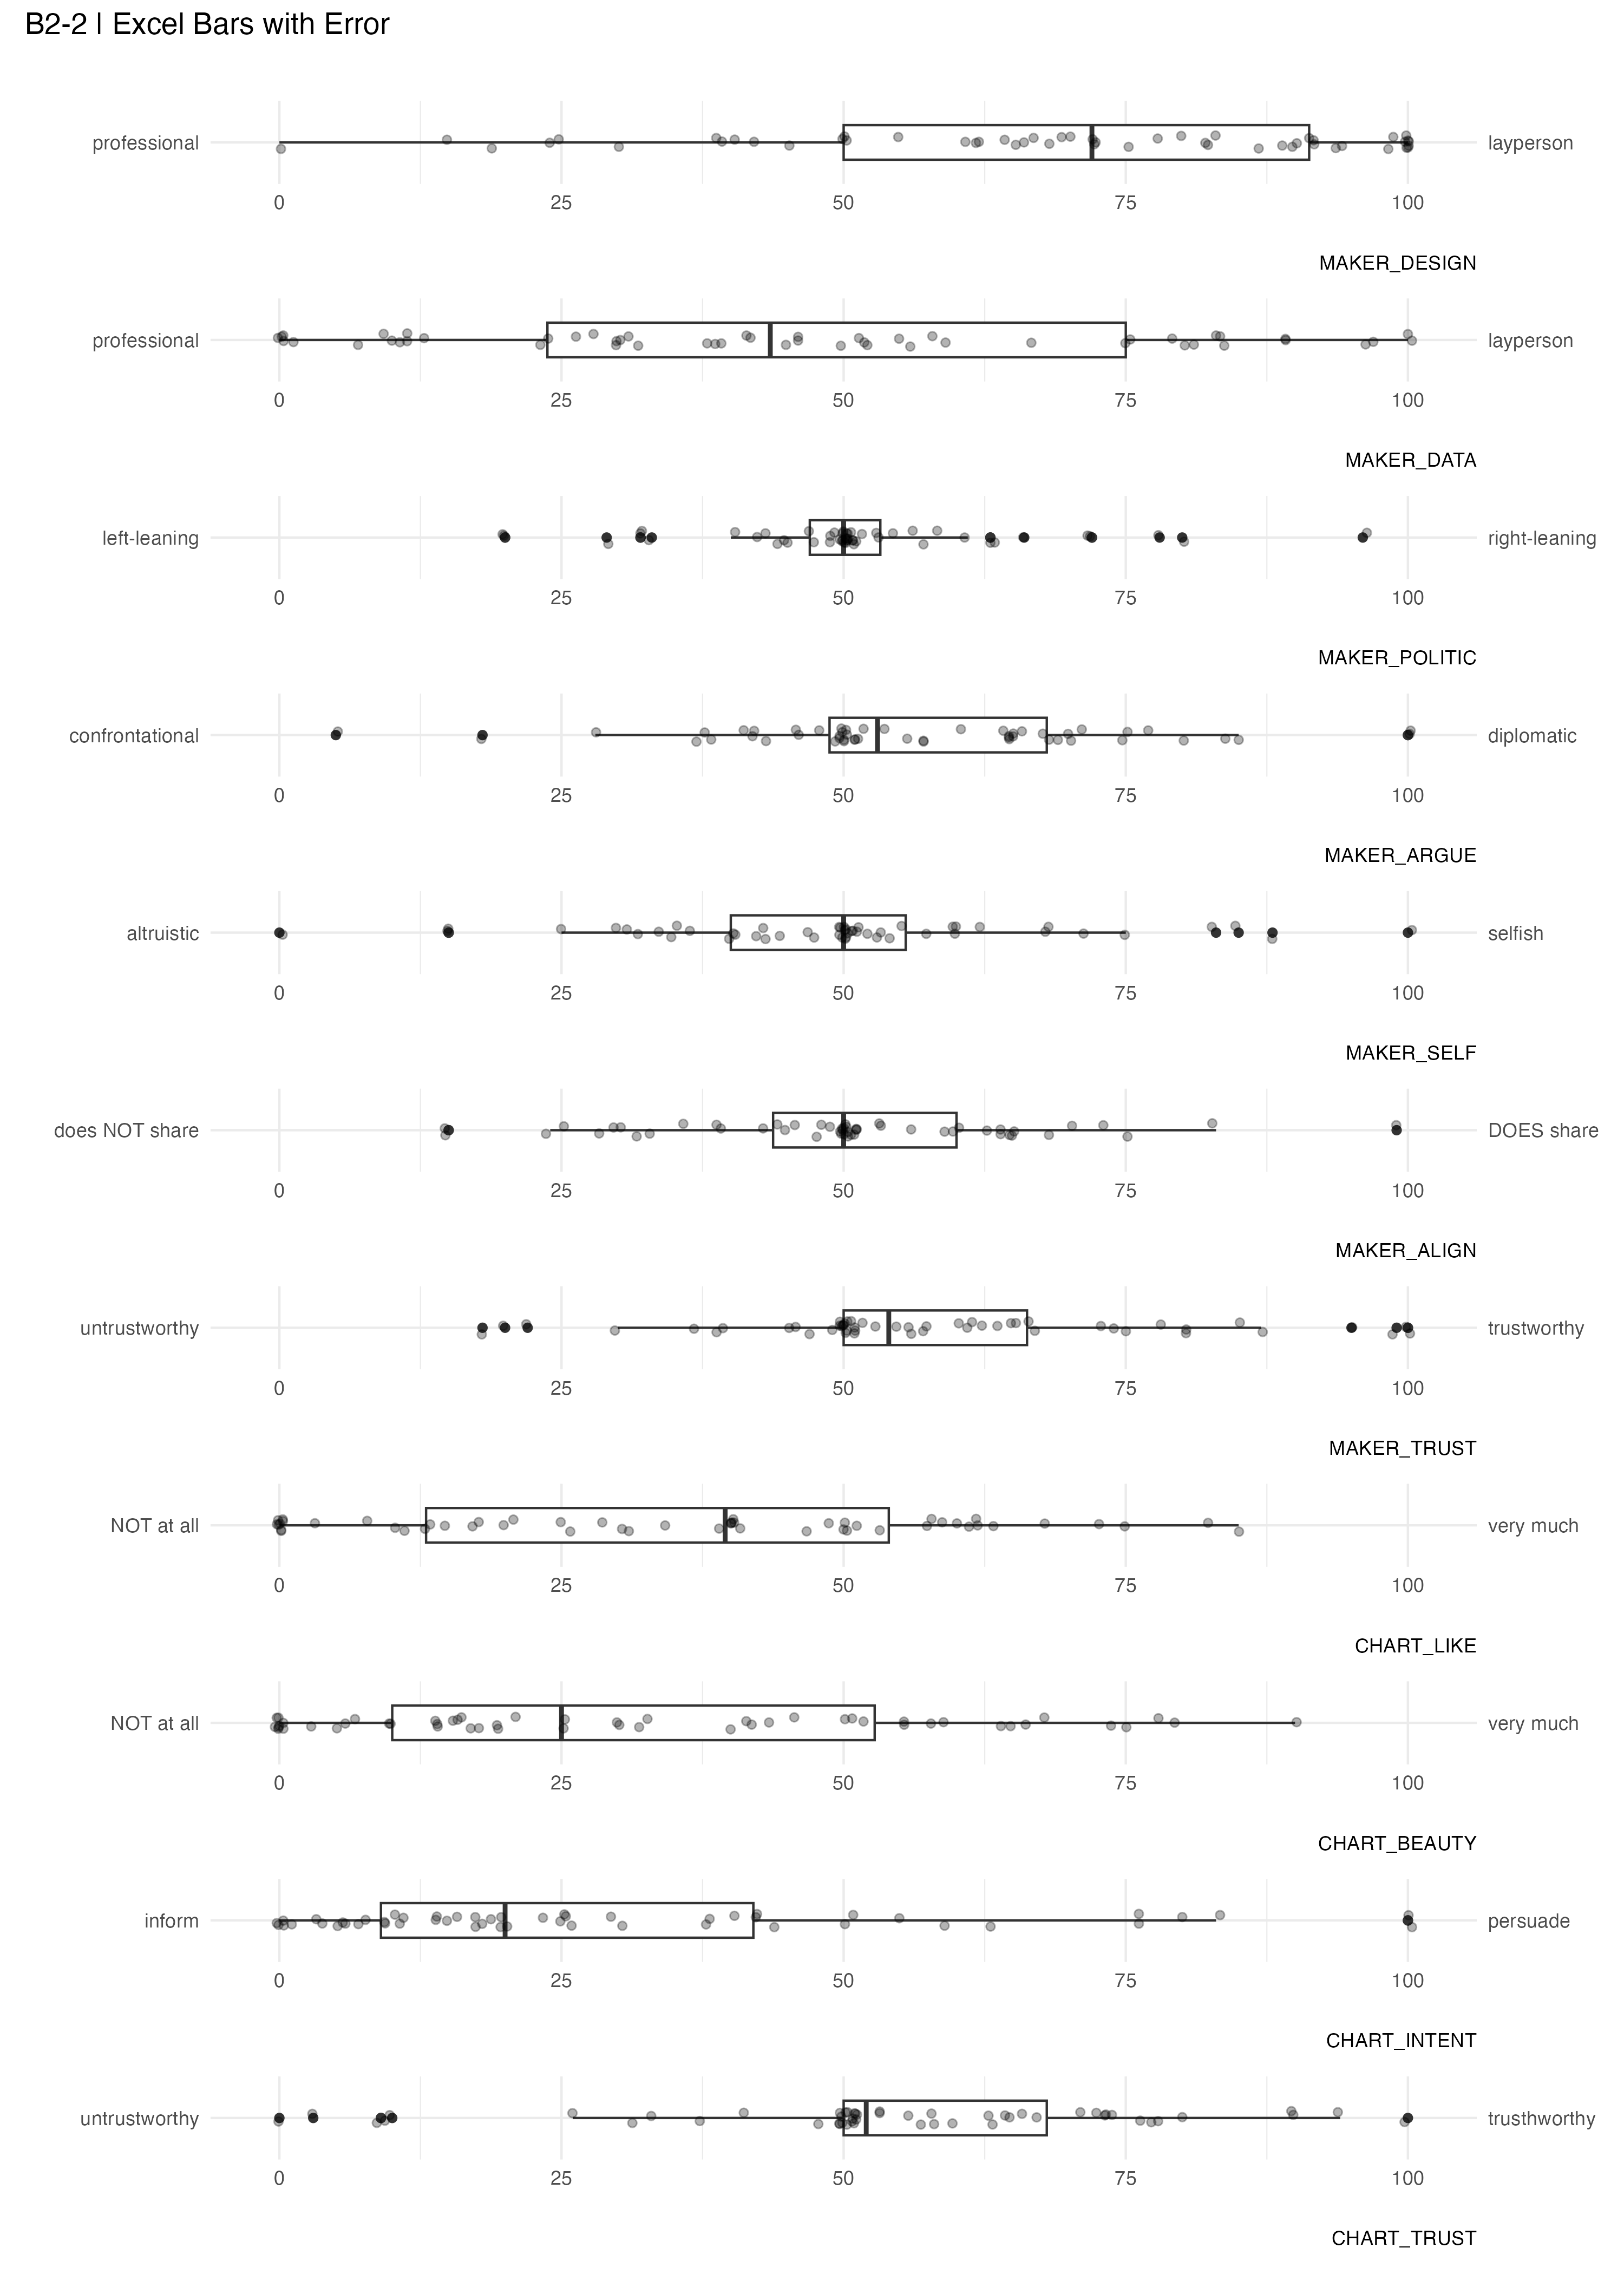 B2-2 | Excel Bars with Error
professional layperson
0 25 50 75 100
MAKER_DESIGN
professional layperson
0 25 50 75 100
MAKER_DATA
left-leaning right-leaning
0 25 50 75 100
MAKER_POLITIC
confrontational diplomatic
0 25 50 75 100
MAKER_ARGUE
altruistic selfish
0 25 50 75 100
MAKER_SELF
does NOT share DOES share
0 25 50 75 100
MAKER_ALIGN
untrustworthy trustworthy
0 25 50 75 100
MAKER_TRUST
NOT at all very much
0 25 50 75 100
CHART_LIKE
NOT at all very much
0 25 50 75 100
CHART_BEAUTY
inform persuade
0 25 50 75 100
CHART_INTENT
untrustworthy trusthworthy
0 25 50 75 100
CHART_TRUST